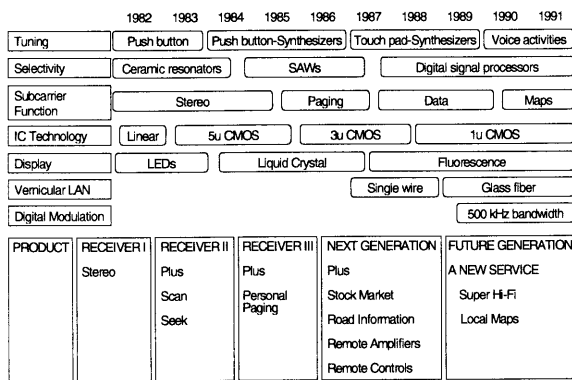 1982 1983 1984 1985 1986 1987 1988 1989 1990 1991
Tuning Push button Push button-Synthesizers Touch pad-Synthesizers Voice activities
Selectivity Ceramic resonators SAWs Digital signal processors
Subcarrier Function Stereo Paging Data Maps
IC Technology Linear 5u CMOS 3u CMOS 1u CMOS
Display LEDs Liquid Crystal Fluorescence
Vernicular LAN Single wire Glass fiber
Digital Modulation 500 kHz bandwidth
PRODUCT
RECEIVER I
Stereo
RECEIVER II
Plus
Scan
Seek
RECEIVER III
Plus
Personal
Paging
NEXT GENERATION
Plus
Stock Market
Road Information
Remote Amplifiers
Remote Controls
FUTURE GENERATION
A NEW SERVICE
Super Hi-Fi
Local Maps